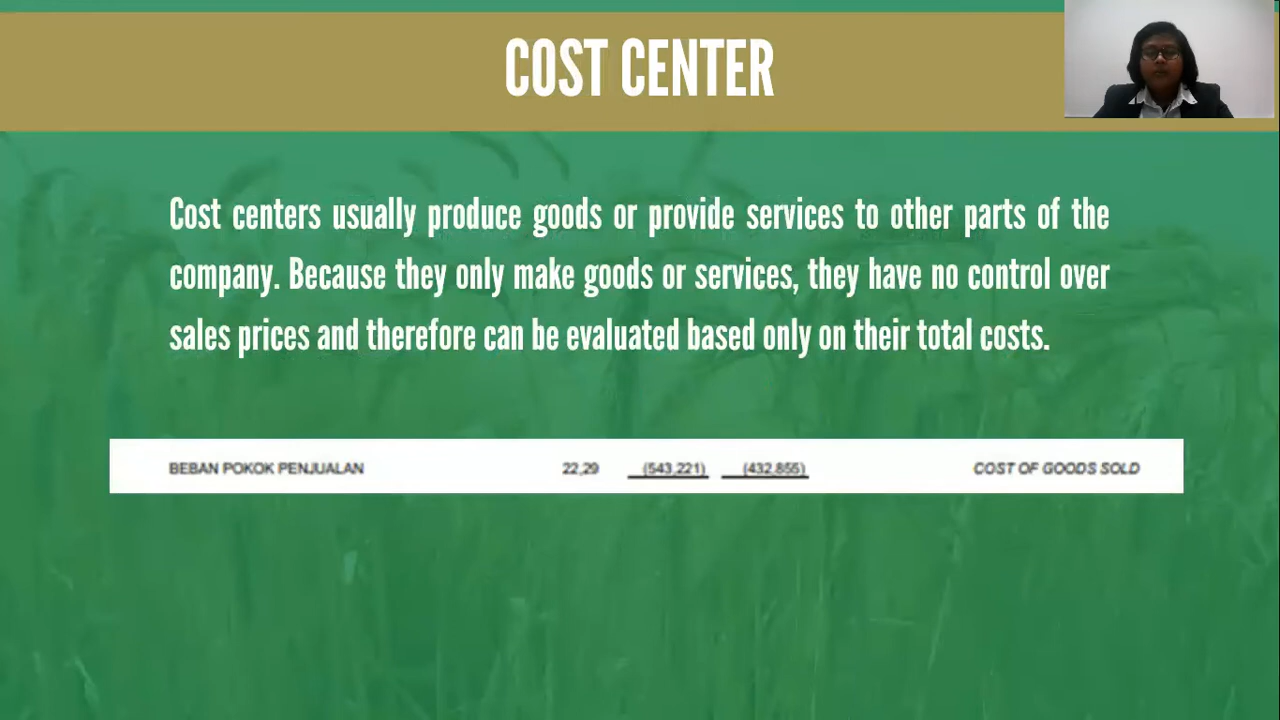 COST CENTER
Cost centers usually produce goods or provide services to other parts of the
company. Because they only make goods or services, they have no control over
sales prices and therefore can be evaluated based only on their total costs.
BEBAN POKOK PENJUALAN 22,29 (543.221) (432.855) COST OF GOODS SOLD